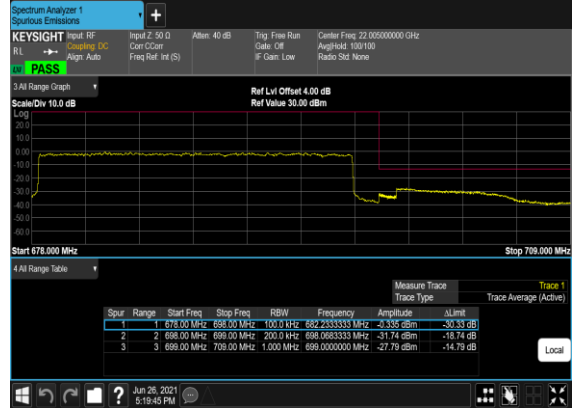 Spectrum Analyzer 1
Spurious Emissions
+
KEYSIGHT Input: RF Input Z: 50 Ω Atten: 40 dB Trig: Free Run Center Freq: 22.005000000 GHz
RL Coupling: DC Corr CCorr Gate: Off Avg|Hold: 100/100
Align: Auto Freq Ref: Int (S) IF Gain: Low Radio Std: None
PASS
3 All Range Graph Ref Lvl Offset 4.00 dB
Scale/Div 10.0 dB Ref Value 30.00 dBm
Log
20.0
10.0
0.00
-10.0
-20.0
-30.0
-40.0
-50.0
-60.0
Start 678.000 MHz Stop 709.000 MHz
4 All Range Table
Measure Trace Trace 1
Trace Type Trace Average (Active)
Spur Range Start Freq Stop Freq RBW Frequency Amplitude ΔLimit
1 1 678.00 MHz 698.00 MHz 100.0 kHz 682.2333333 MHz -0.335 dBm -30.33 dB
2 2 698.00 MHz 699.00 MHz 200.0 kHz 698.0683333 MHz -31.74 dBm -18.74 dB
3 3 699.00 MHz 709.00 MHz 1.000 MHz 699.0000000 MHz -27.79 dBm -14.79 dB
Local
? Jun 26, 2021
5:19:45 PM